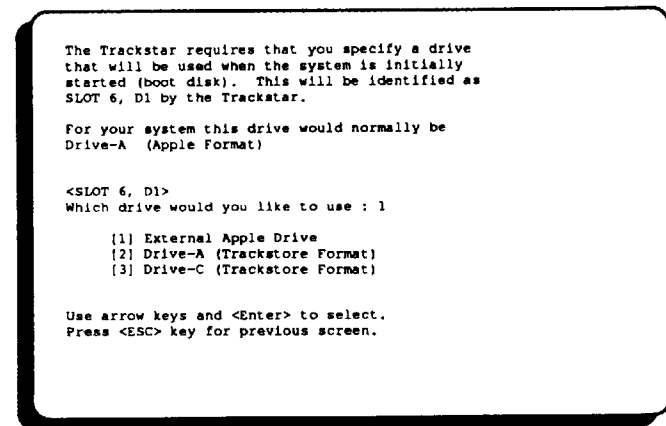 The Trackstar requires that you specify a drive
that will be used when the system is initially
started (boot disk).  This will be identified as
SLOT 6, D1 by the Trackstar.
For your system this drive would normally be
Drive-A  (Apple Format)
<SLOT 6, D1>
Which drive would you like to use : 1
[1] External Apple Drive
[2] Drive-A (Trackstore Format)
[3] Drive-C (Trackstore Format)
Use arrow keys and <Enter> to select.
Press <ESC> key for previous screen.